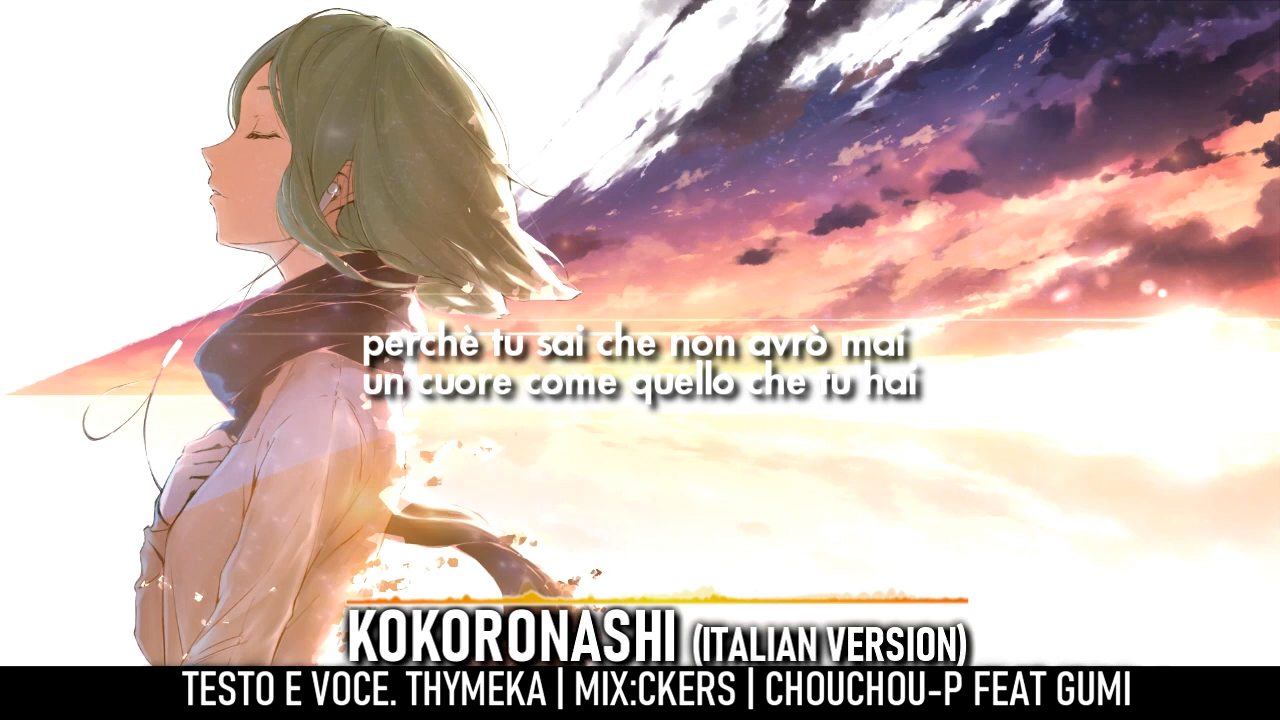 perchè tu sai che non avrò mai
un cuore come quello che tu hai
KOKORONASHI (ITALIAN VERSION)
TESTO E VOCE. THYMEKA | MIX:CKERS | CHOUCHOU-P FEAT GUMI